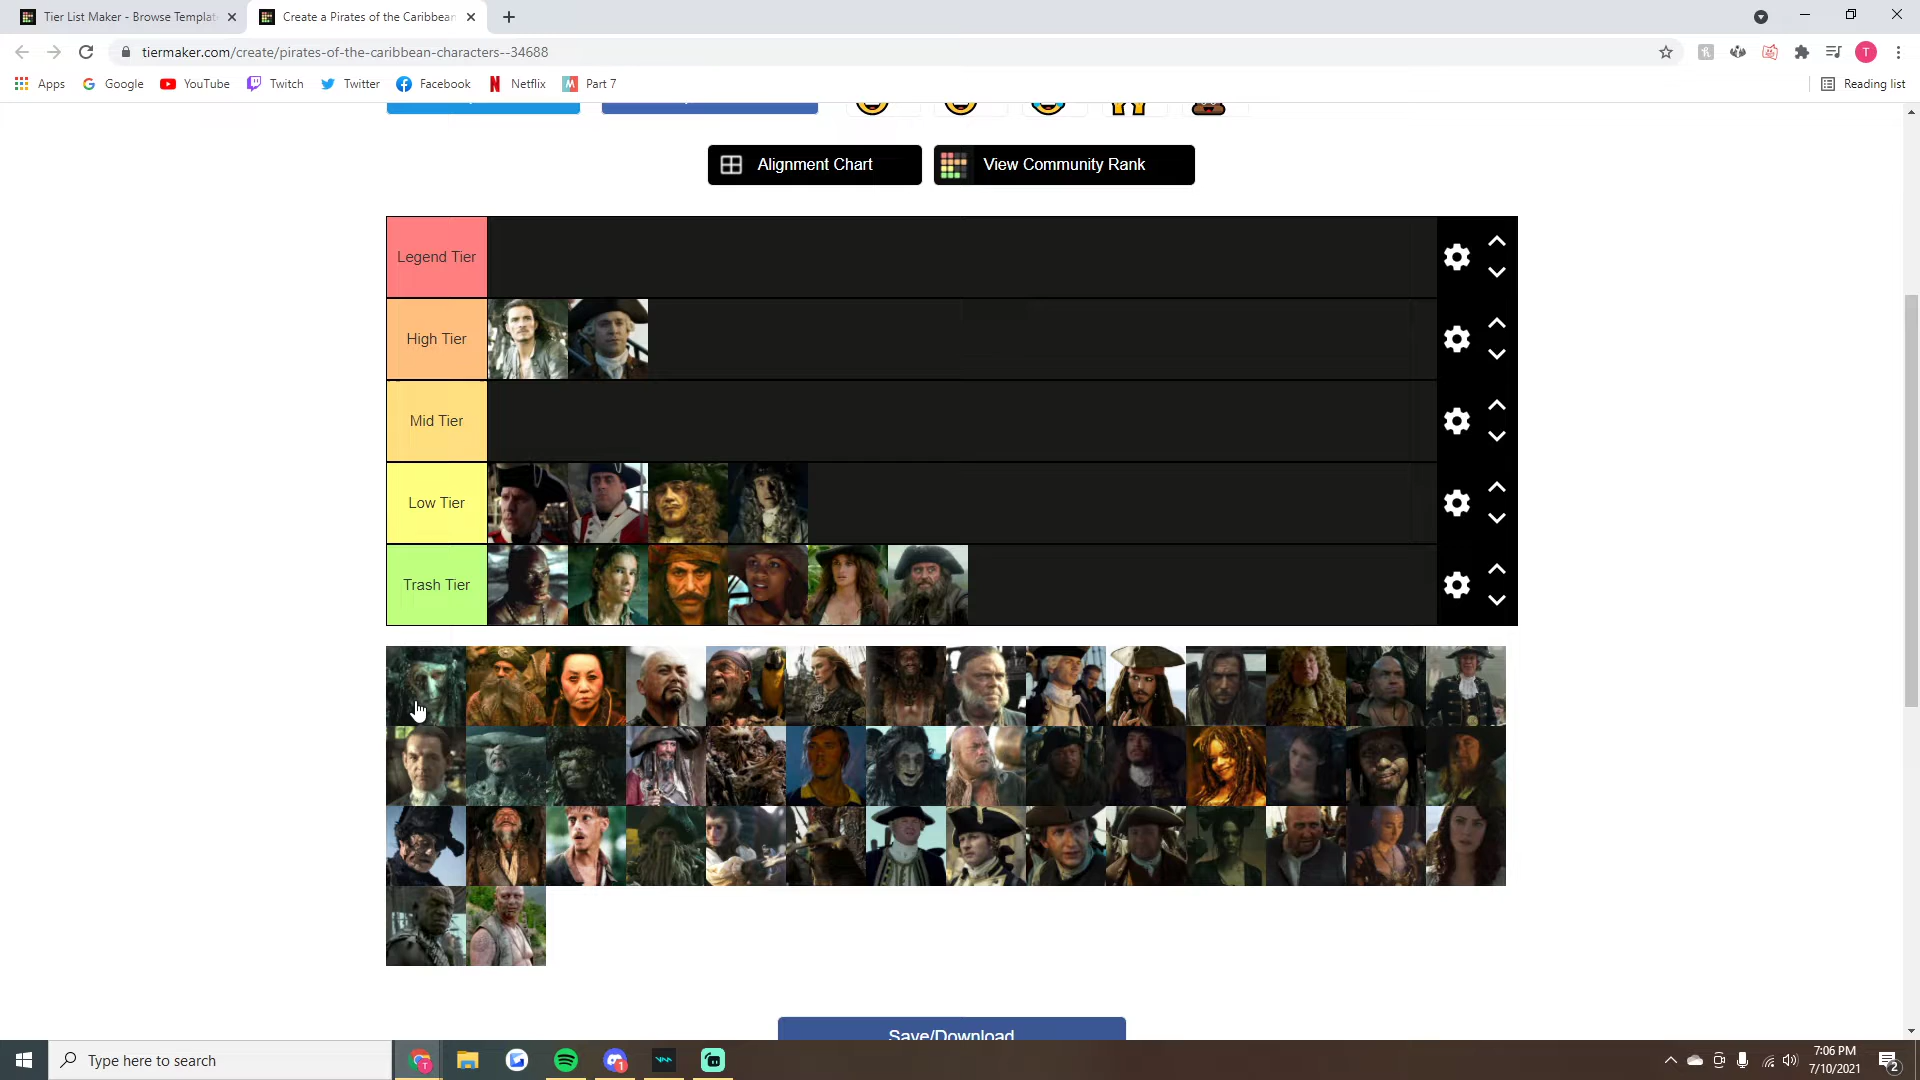 Tier List Maker - Browse Templat
Create a Pirates of the Caribbean
tiermaker.com/create/pirates-of-the-caribbean-characters--34688
T
Apps
Google
YouTube
Twitch
Twitter
Facebook
Netflix
Part 7
Reading list
Alignment Chart
View Community Rank
Legend Tier
High Tier
Mid Tier
Low Tier
Trash Tier
Save/Download
Type here to search
7:06 PM
7/10/2021
2